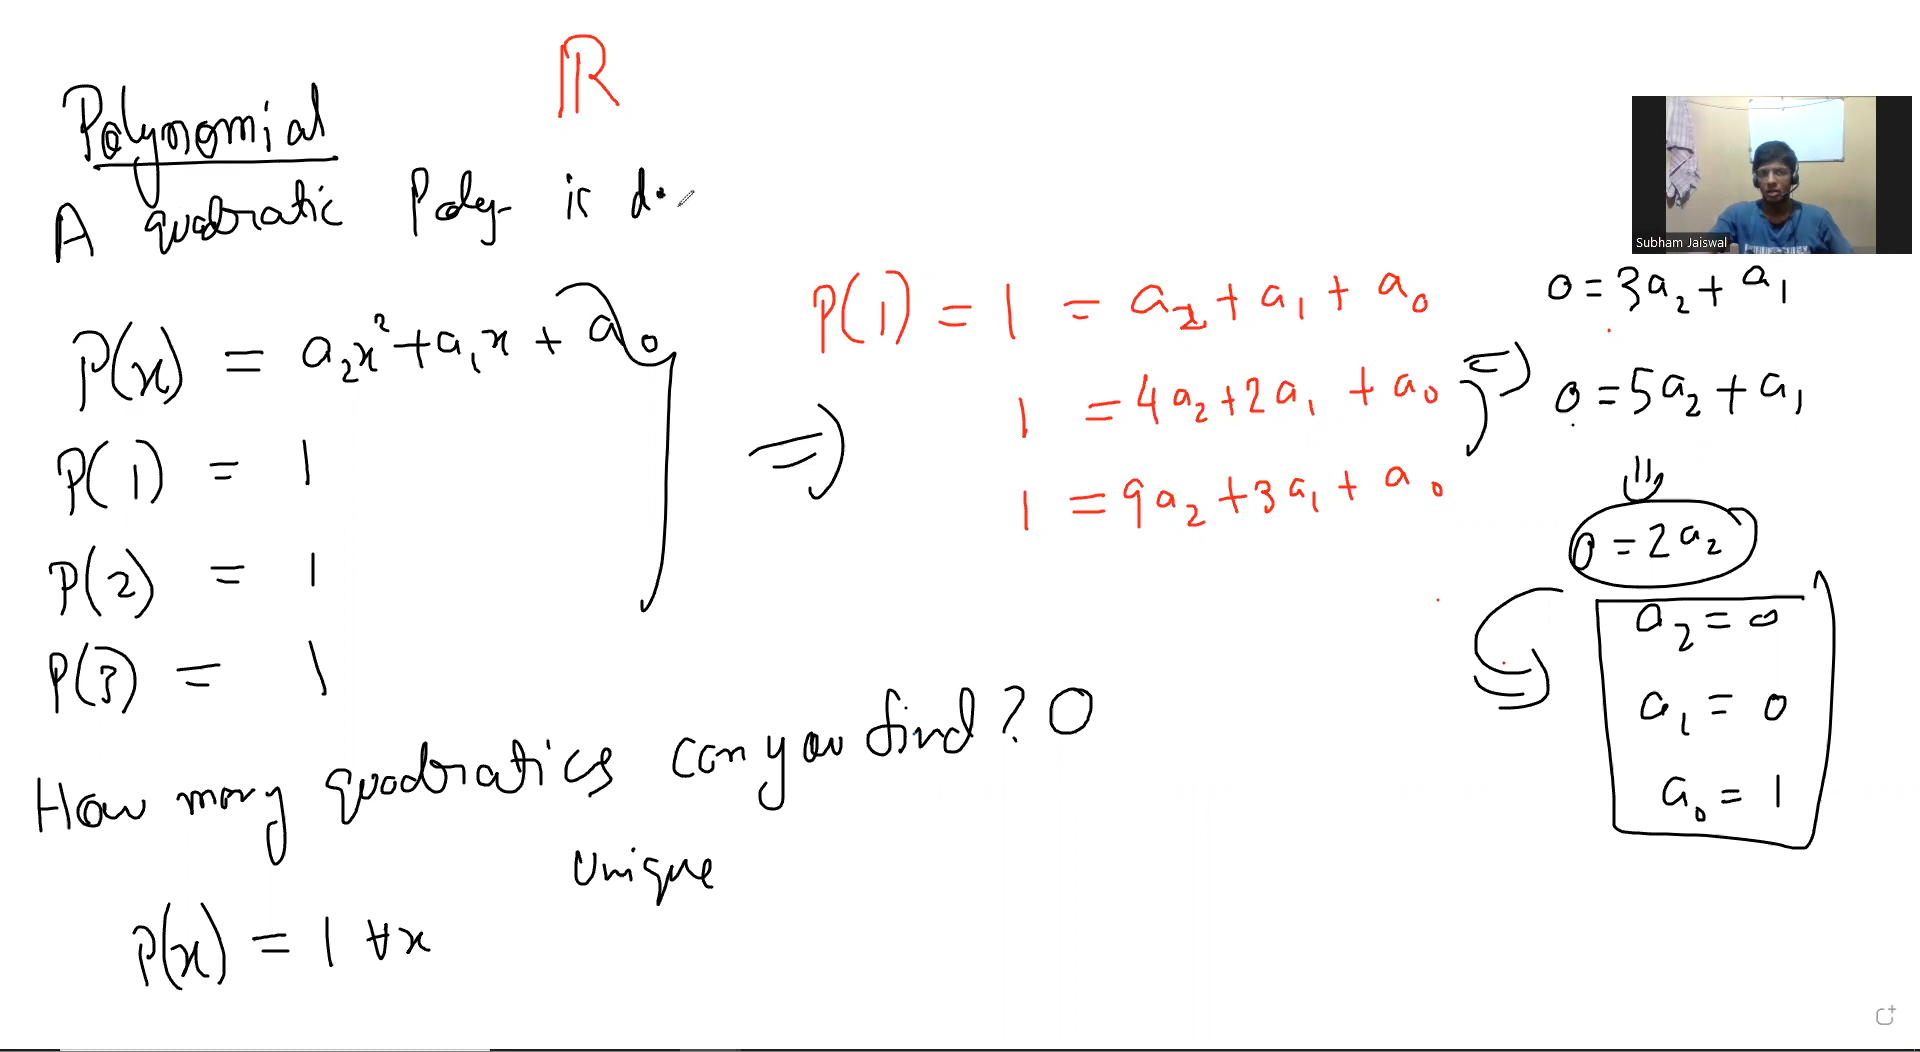 ℝ
Polynomial
A quadratic Poly is d
P(x) = a₂x² + a₁x + a₀
P(1) = 1
P(2) = 1
P(3) = 1
How many quadratics can you find? 0
unique
P(x) = 1 ∀x
⇒
P(1) = 1 = a₂ + a₁ + a₀
1 = 4a₂ + 2a₁ + a₀
1 = 9a₂ + 3a₁ + a₀
⇒
Subham Jaiswal
0 = 3a₂ + a₁
0 = 5a₂ + a₁
⇓
0 = 2a₂
a₂ = 0
a₁ = 0
a₀ = 1